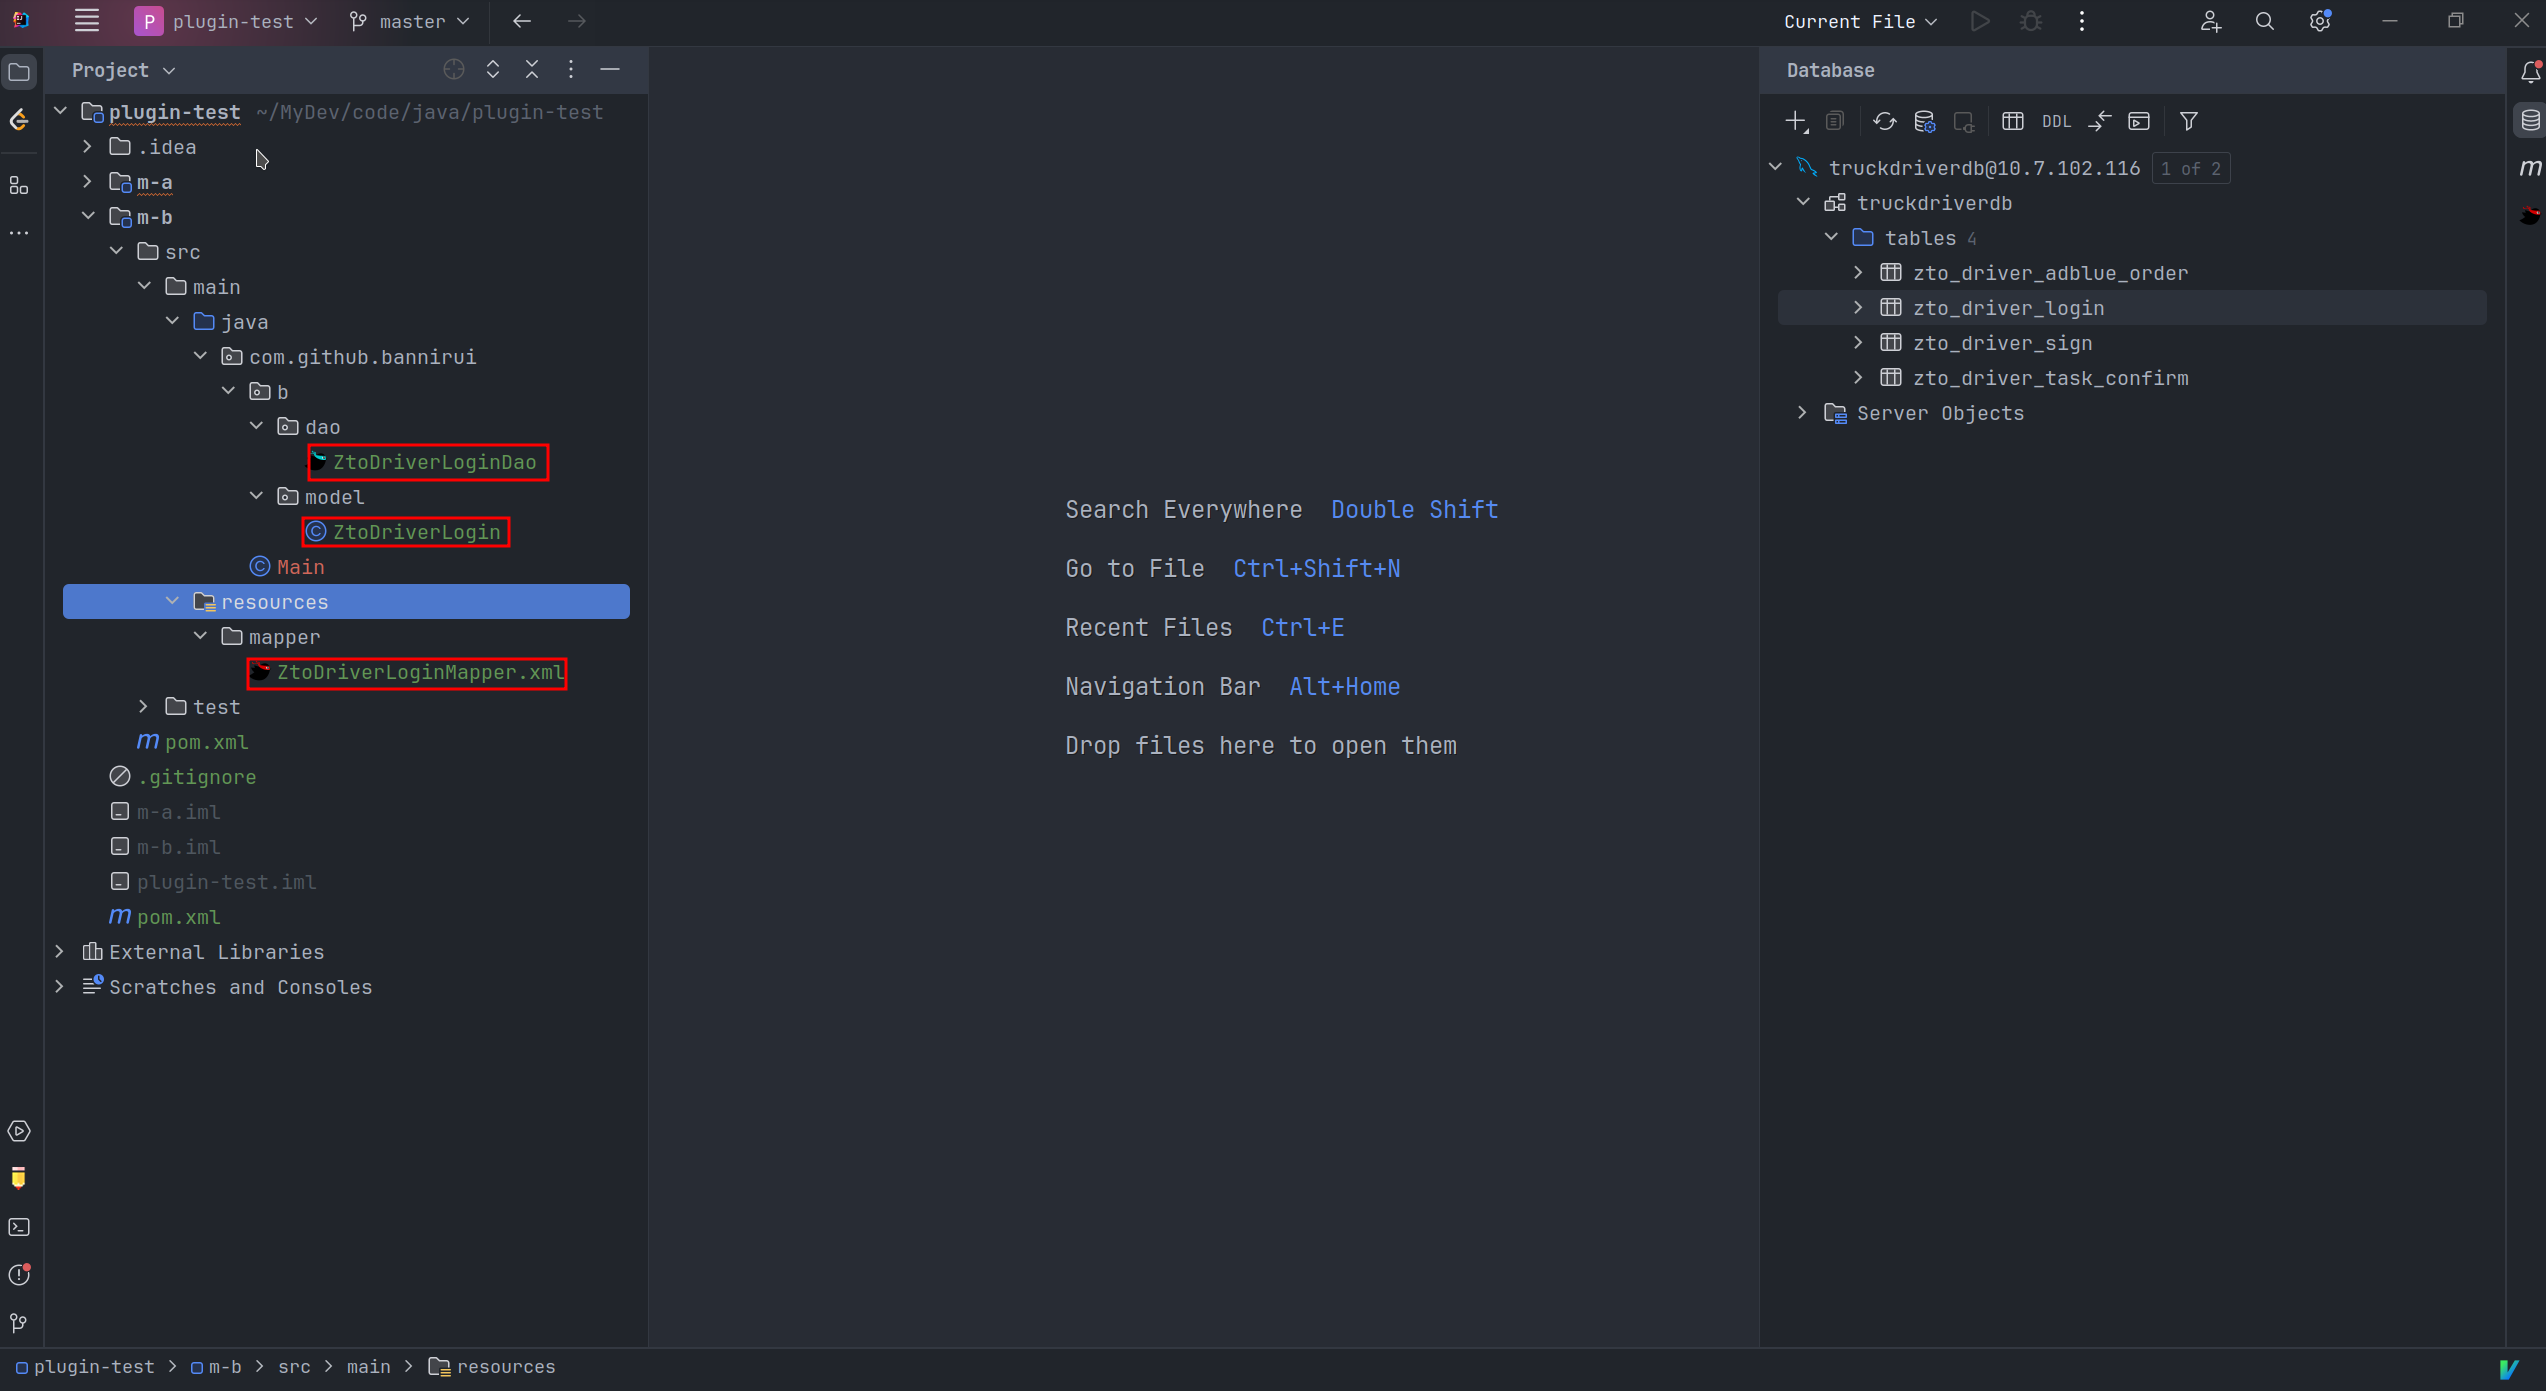 P plugin-test master Current File
Project
plugin-test ~/MyDev/code/java/plugin-test
.idea
m-a
m-b
src
main
java
com.github.bannirui
b
dao
ZtoDriverLoginDao
model
ZtoDriverLogin
Main
resources
mapper
ZtoDriverLoginMapper.xml
test
m pom.xml
.gitignore
m-a.iml
m-b.iml
plugin-test.iml
m pom.xml
External Libraries
Scratches and Consoles
Search Everywhere Double Shift
Go to File Ctrl+Shift+N
Recent Files Ctrl+E
Navigation Bar Alt+Home
Drop files here to open them
Database
DDL
truckdriverdb@10.7.102.116 1 of 2
truckdriverdb
tables 4
zto_driver_adblue_order
zto_driver_login
zto_driver_sign
zto_driver_task_confirm
Server Objects
m
plugin-test > m-b > src > main > resources